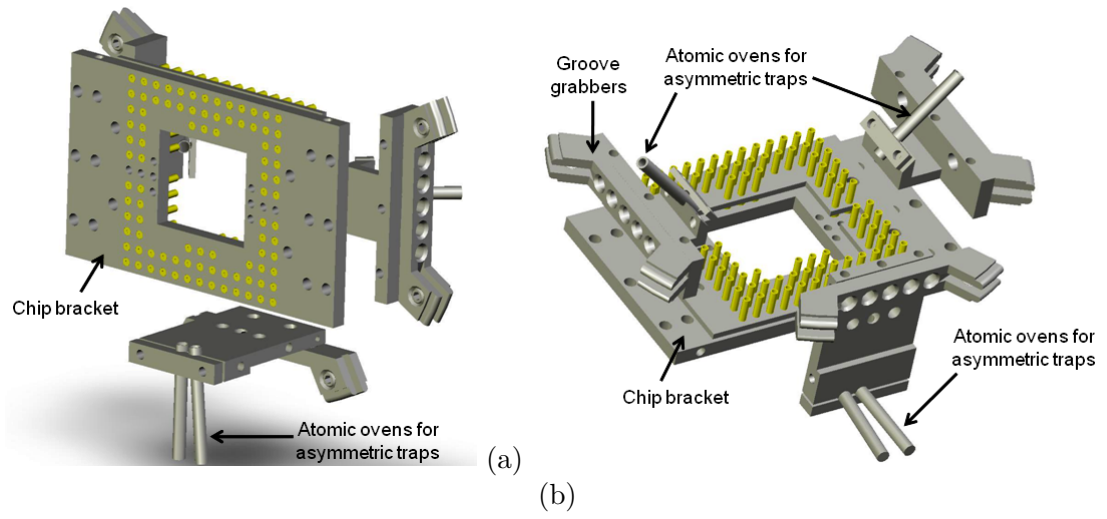 Chip bracket
Atomic ovens for
asymmetric traps
(a)
Groove
grabbers
Atomic ovens for
asymmetric traps
Chip bracket
Atomic ovens for
asymmetric traps
(b)